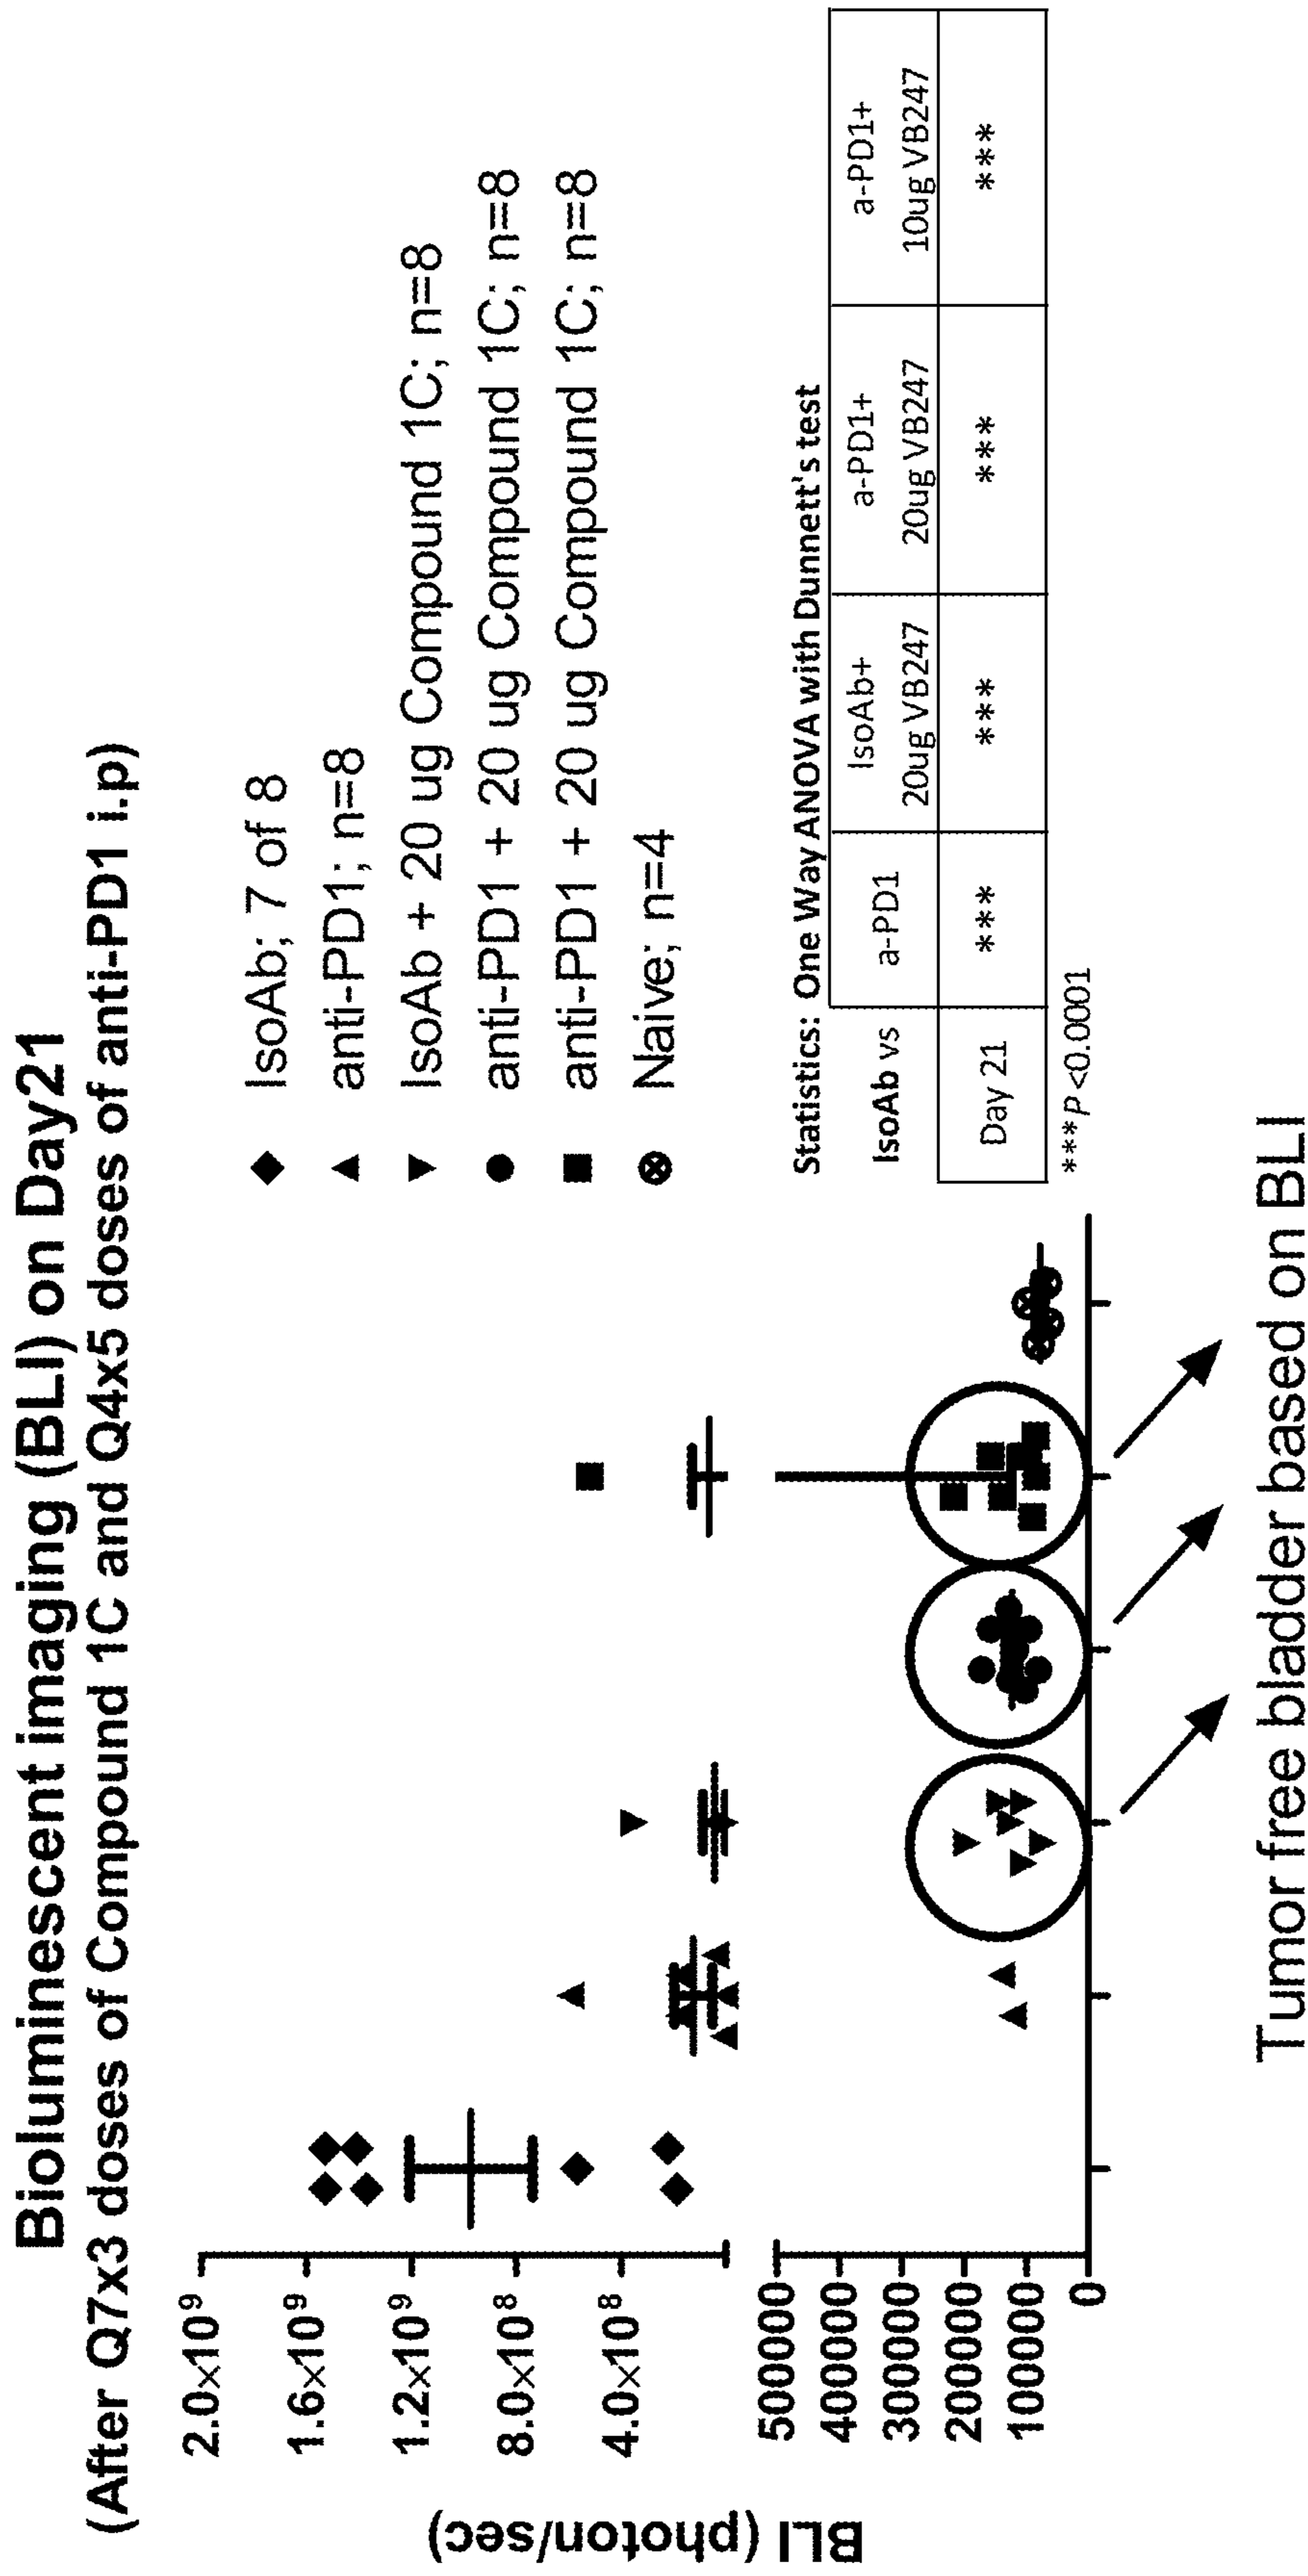 Bioluminescent imaging (BLI) on Day21
(After Q7x3 doses of Compound 1C and Q4x5 doses of anti-PD1 i.p)
BLI (photon/sec)
2.0×10⁹
1.6×10⁹
1.2×10⁹
8.0×10⁸
4.0×10⁸
500000
400000
300000
200000
100000
0
IsoAb; 7 of 8
anti-PD1; n=8
IsoAb + 20 ug Compound 1C; n=8
anti-PD1 + 20 ug Compound 1C; n=8
anti-PD1 + 20 ug Compound 1C; n=8
Naive; n=4
Statistics: One Way ANOVA with Dunnett's test
IsoAb vs
a-PD1
IsoAb+
20ug VB247
a-PD1+
20ug VB247
a-PD1+
10ug VB247
Day 21
***
***
***
***
***P <0.0001
Tumor free bladder based on BLI